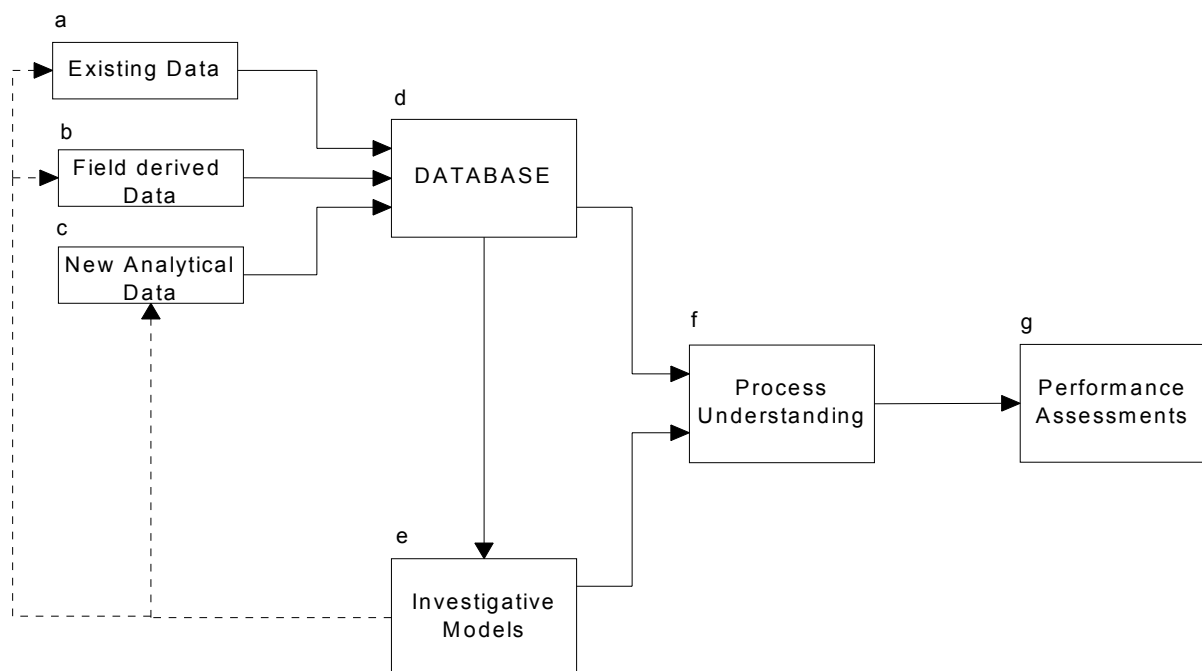 a
Existing Data
b
Field derived
Data
c
New Analytical
Data
d
DATABASE
e
Investigative
Models
f
Process
Understanding
g
Performance
Assessments